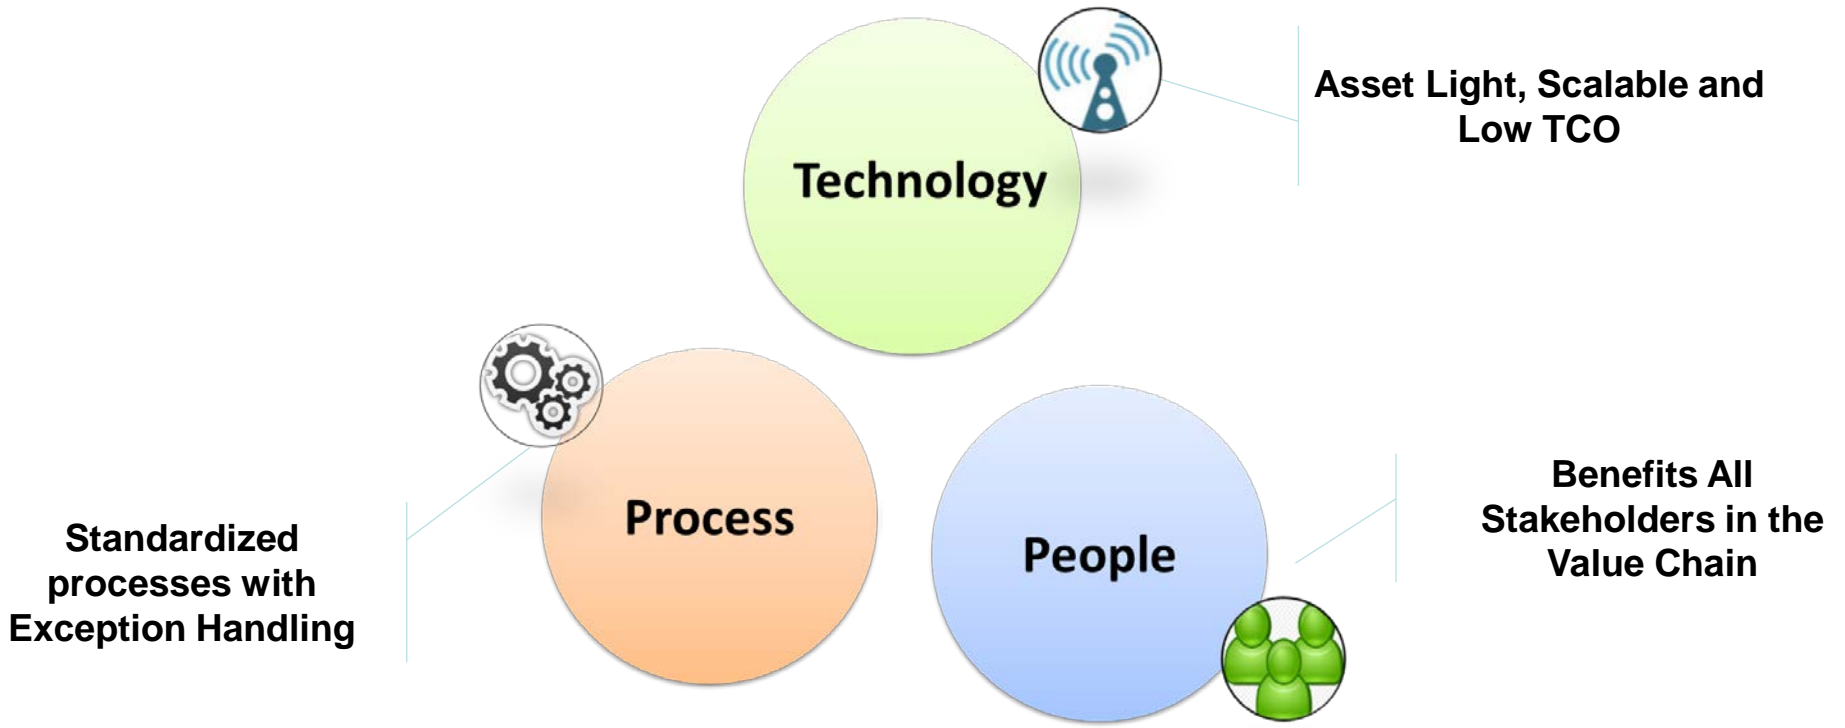 Technology
Asset Light, Scalable and
Low TCO
Process
Standardized
processes with
Exception Handling
People
Benefits All
Stakeholders in the
Value Chain